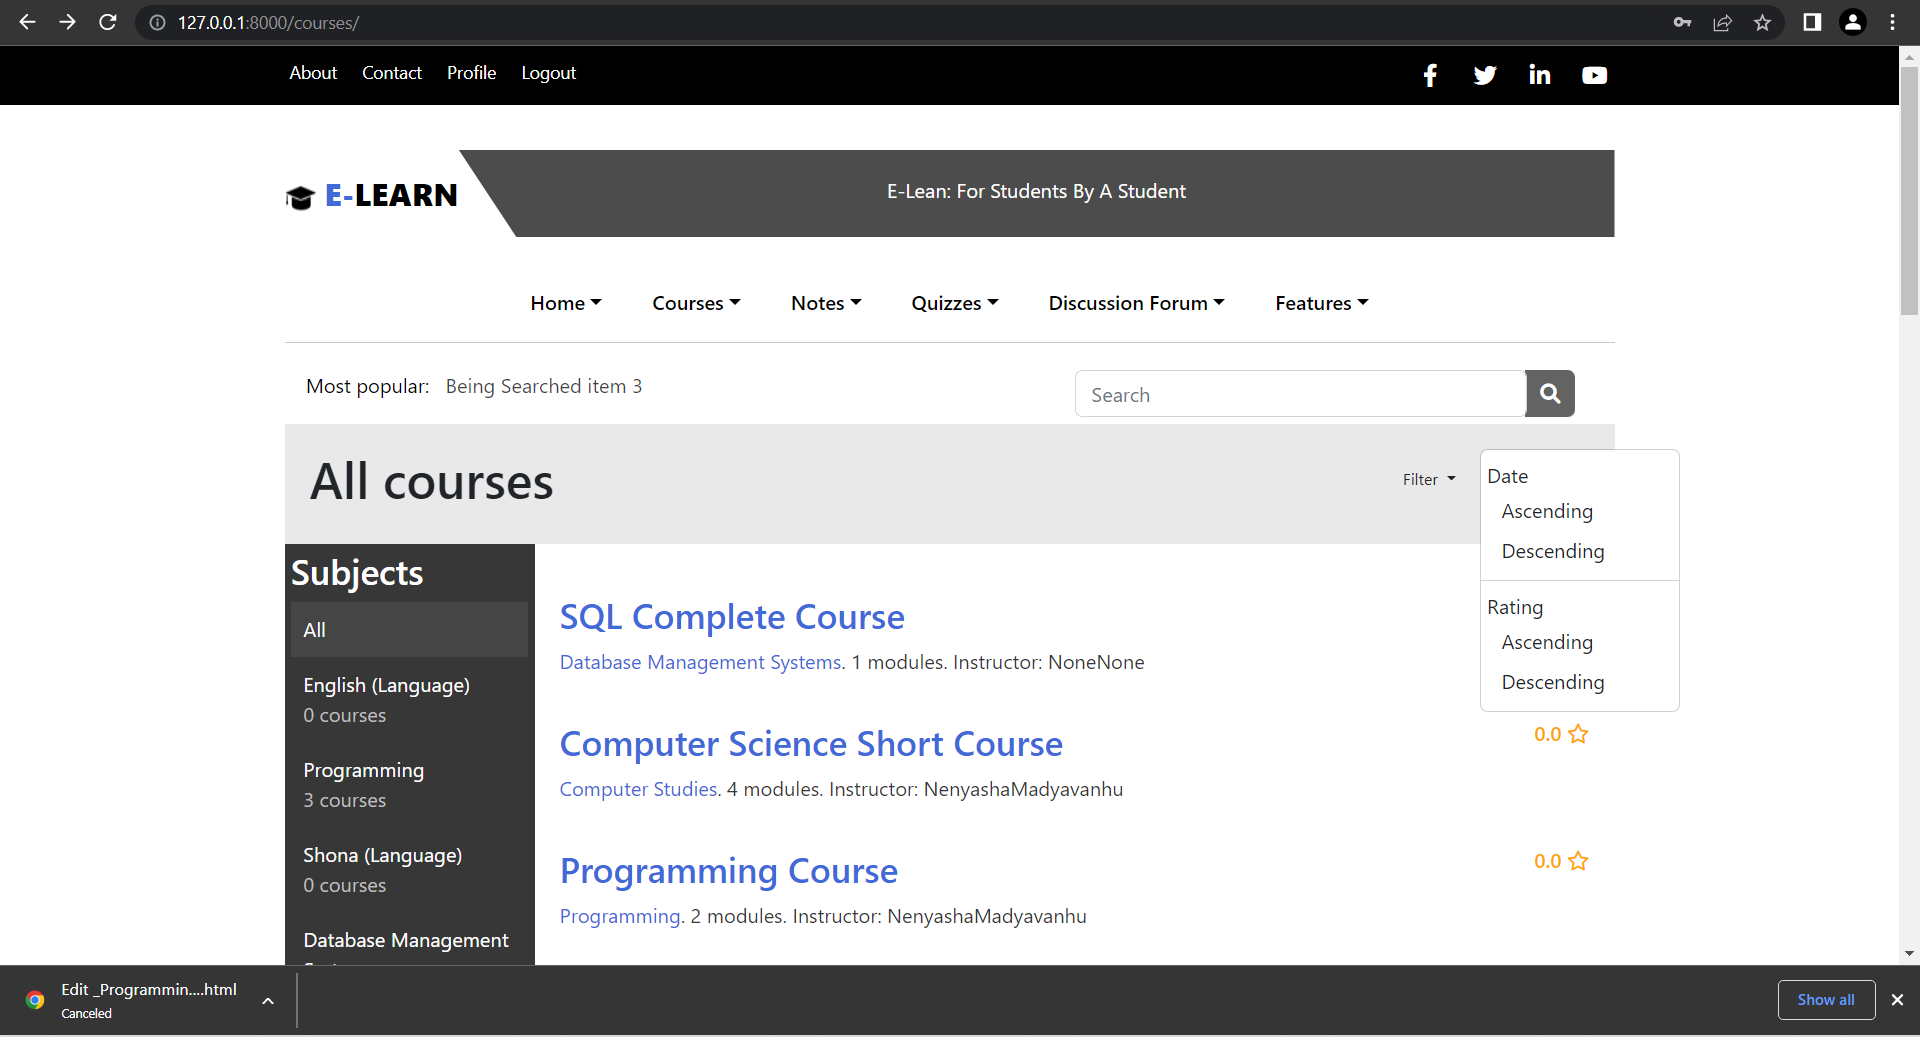 127.0.0.1:8000/courses/
About Contact Profile Logout
E-LEARN
E-Lean: For Students By A Student
Home Courses Notes Quizzes Discussion Forum Features
Most popular: Being Searched item 3
Search
All courses
Filter
Date
Ascending
Descending
Rating
Ascending
Descending
Subjects
All
English (Language)
0 courses
Programming
3 courses
Shona (Language)
0 courses
Database Management
SQL Complete Course
Database Management Systems. 1 modules. Instructor: NoneNone
Computer Science Short Course
0.0
Computer Studies. 4 modules. Instructor: NenyashaMadyavanhu
Programming Course
0.0
Programming. 2 modules. Instructor: NenyashaMadyavanhu
Edit _Programmin....html
Canceled
Show all